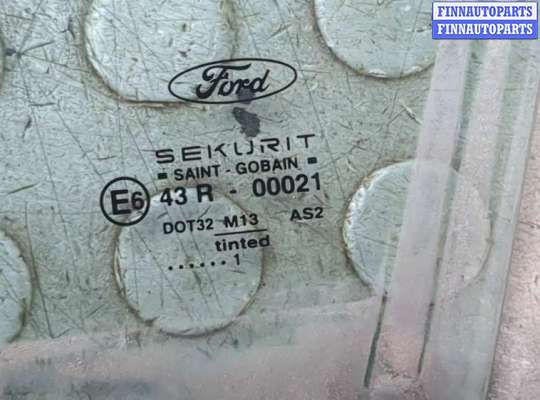 FINNAUTOPARTS
FINNAUTOPARTS
Ford
SEKURIT
SAINT - GOBAIN
E6 43 R - 00021
DOT32 M13 AS2
tinted
...... 1